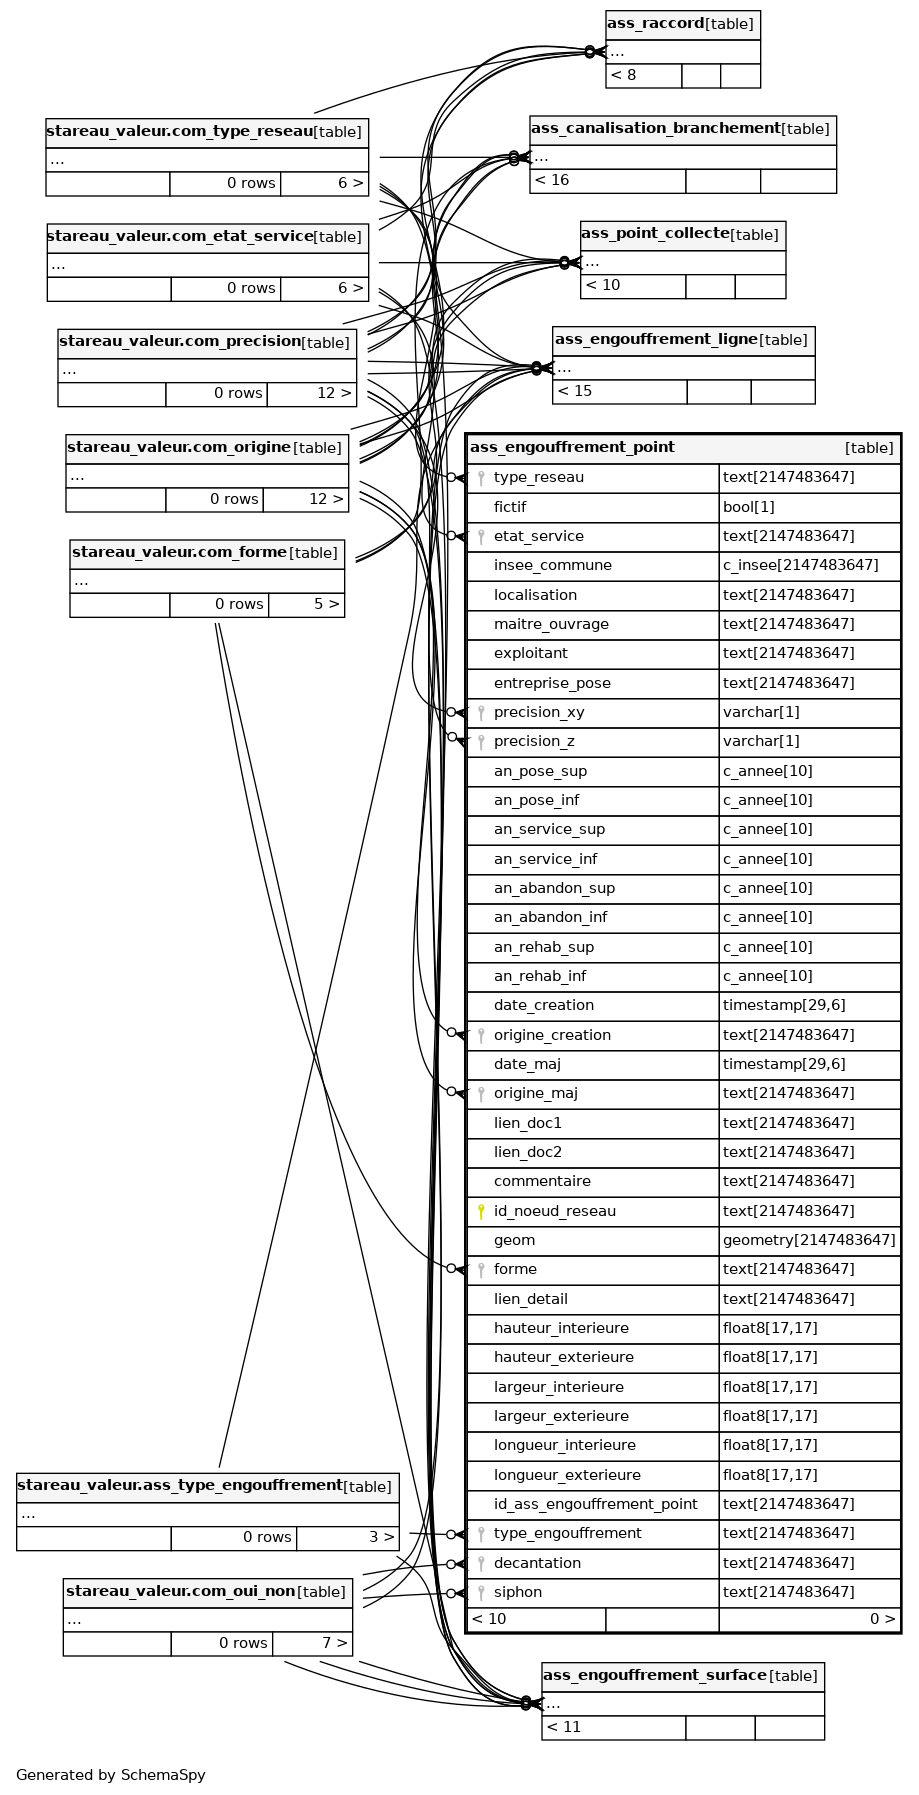 ass_raccord [table]
...
< 8
stareau_valeur.com_type_reseau [table]
...
0 rows 6 >
ass_canalisation_branchement [table]
...
< 16
stareau_valeur.com_etat_service [table]
...
0 rows 6 >
ass_point_collecte [table]
...
< 10
stareau_valeur.com_precision [table]
...
0 rows 12 >
ass_engouffrement_ligne [table]
...
< 15
stareau_valeur.com_origine [table]
...
0 rows 12 >
stareau_valeur.com_forme [table]
...
0 rows 5 >
ass_engouffrement_point [table]
type_reseau text[2147483647]
fictif bool[1]
etat_service text[2147483647]
insee_commune c_insee[2147483647]
localisation text[2147483647]
maitre_ouvrage text[2147483647]
exploitant text[2147483647]
entreprise_pose text[2147483647]
precision_xy varchar[1]
precision_z varchar[1]
an_pose_sup c_annee[10]
an_pose_inf c_annee[10]
an_service_sup c_annee[10]
an_service_inf c_annee[10]
an_abandon_sup c_annee[10]
an_abandon_inf c_annee[10]
an_rehab_sup c_annee[10]
an_rehab_inf c_annee[10]
date_creation timestamp[29,6]
origine_creation text[2147483647]
date_maj timestamp[29,6]
origine_maj text[2147483647]
lien_doc1 text[2147483647]
lien_doc2 text[2147483647]
commentaire text[2147483647]
id_noeud_reseau text[2147483647]
geom geometry[2147483647]
forme text[2147483647]
lien_detail text[2147483647]
hauteur_interieure float8[17,17]
hauteur_exterieure float8[17,17]
largeur_interieure float8[17,17]
largeur_exterieure float8[17,17]
longueur_interieure float8[17,17]
longueur_exterieure float8[17,17]
id_ass_engouffrement_point text[2147483647]
type_engouffrement text[2147483647]
decantation text[2147483647]
siphon text[2147483647]
< 10 0 >
stareau_valeur.ass_type_engouffrement [table]
...
0 rows 3 >
stareau_valeur.com_oui_non [table]
...
0 rows 7 >
ass_engouffrement_surface [table]
...
< 11
Generated by SchemaSpy